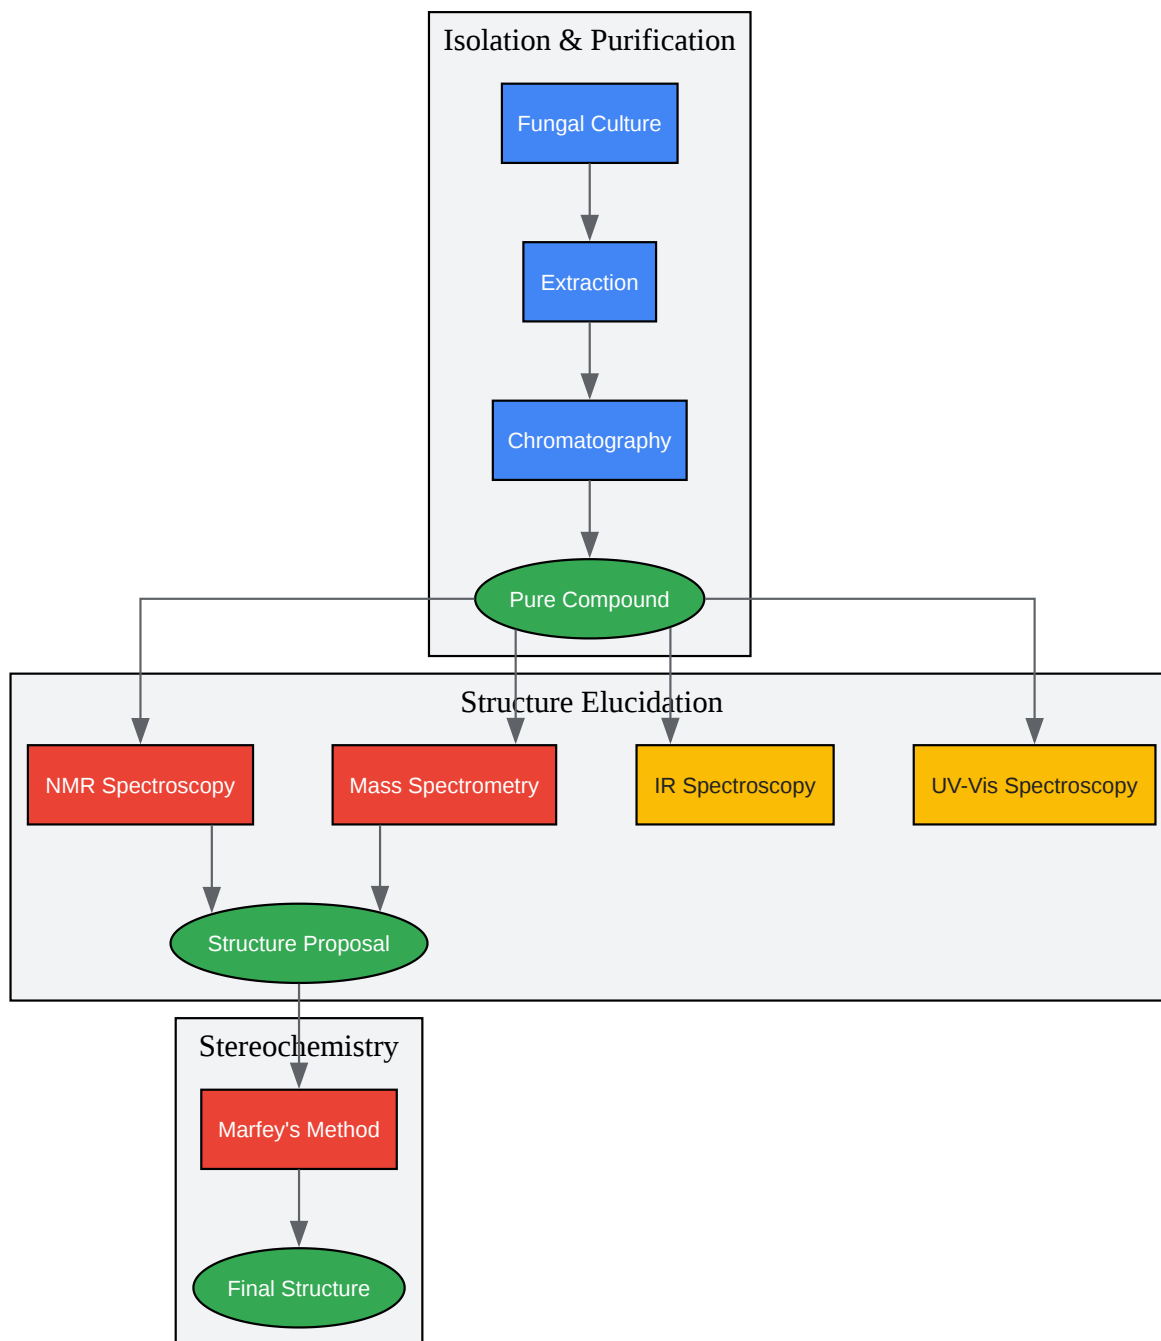 Isolation & Purification
Fungal Culture
Extraction
Chromatography
Pure Compound
Structure Elucidation
NMR Spectroscopy
Mass Spectrometry
IR Spectroscopy
UV-Vis Spectroscopy
Structure Proposal
Stereochemistry
Marfey's Method
Final Structure